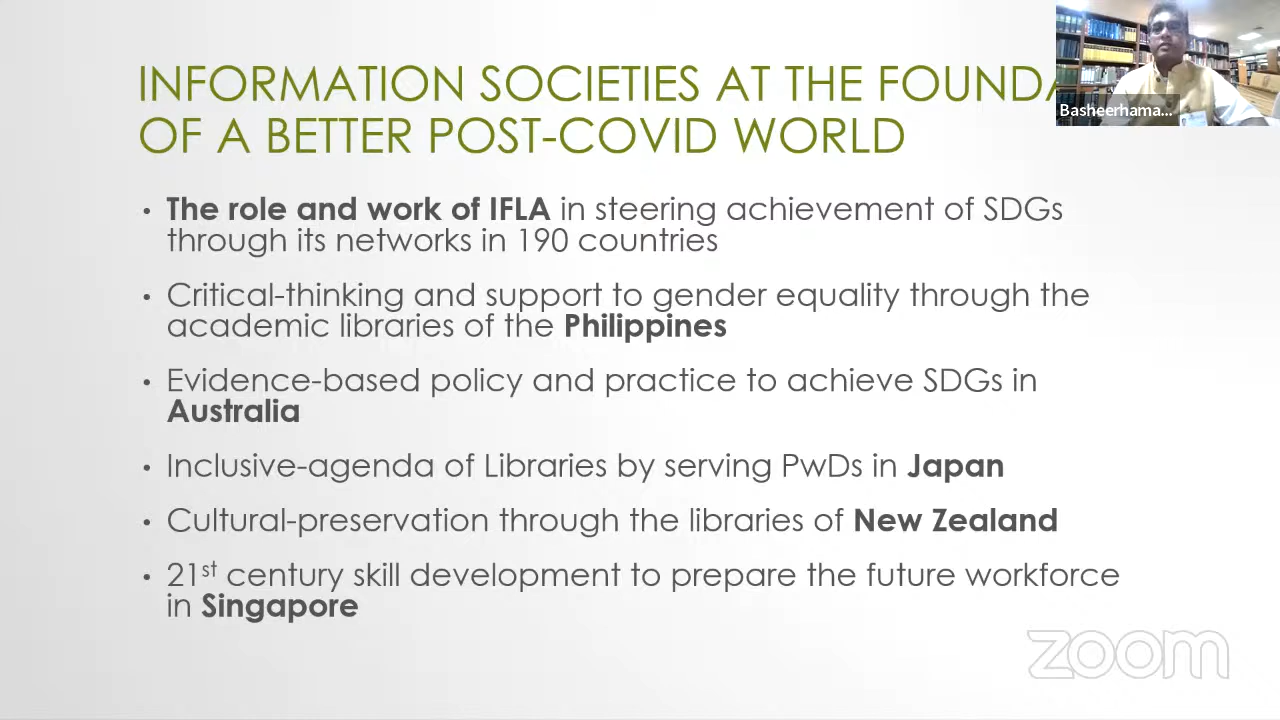 INFORMATION SOCIETIES AT THE FOUNDA
OF A BETTER POST-COVID WORLD
Basheerhama...
• The role and work of IFLA in steering achievement of SDGs
through its networks in 190 countries
• Critical-thinking and support to gender equality through the
academic libraries of the Philippines
• Evidence-based policy and practice to achieve SDGs in
Australia
• Inclusive-agenda of Libraries by serving PwDs in Japan
• Cultural-preservation through the libraries of New Zealand
• 21st century skill development to prepare the future workforce
in Singapore
zoom